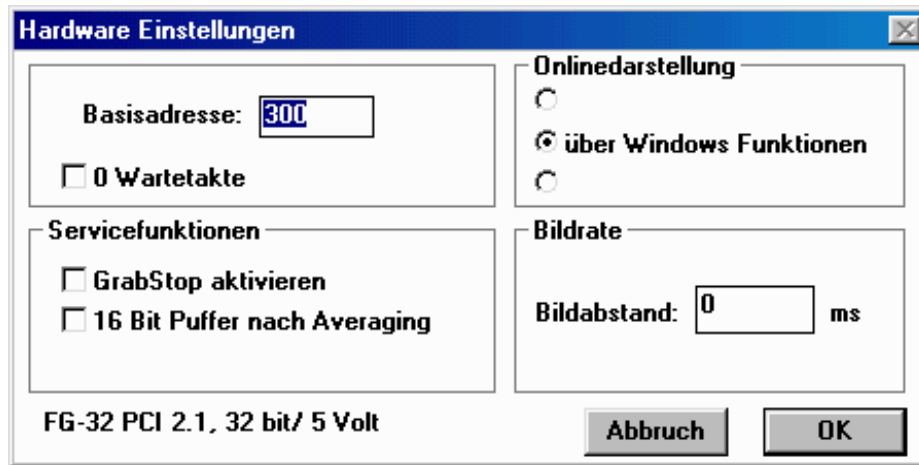 Hardware Einstellungen
Basisadresse: 300
0 Wartetakte
Onlinedarstellung
über Windows Funktionen
Servicefunktionen
GrabStop aktivieren
16 Bit Puffer nach Averaging
Bildrate
Bildabstand: 0 ms
FG-32 PCI 2.1, 32 bit/ 5 Volt
Abbruch
OK